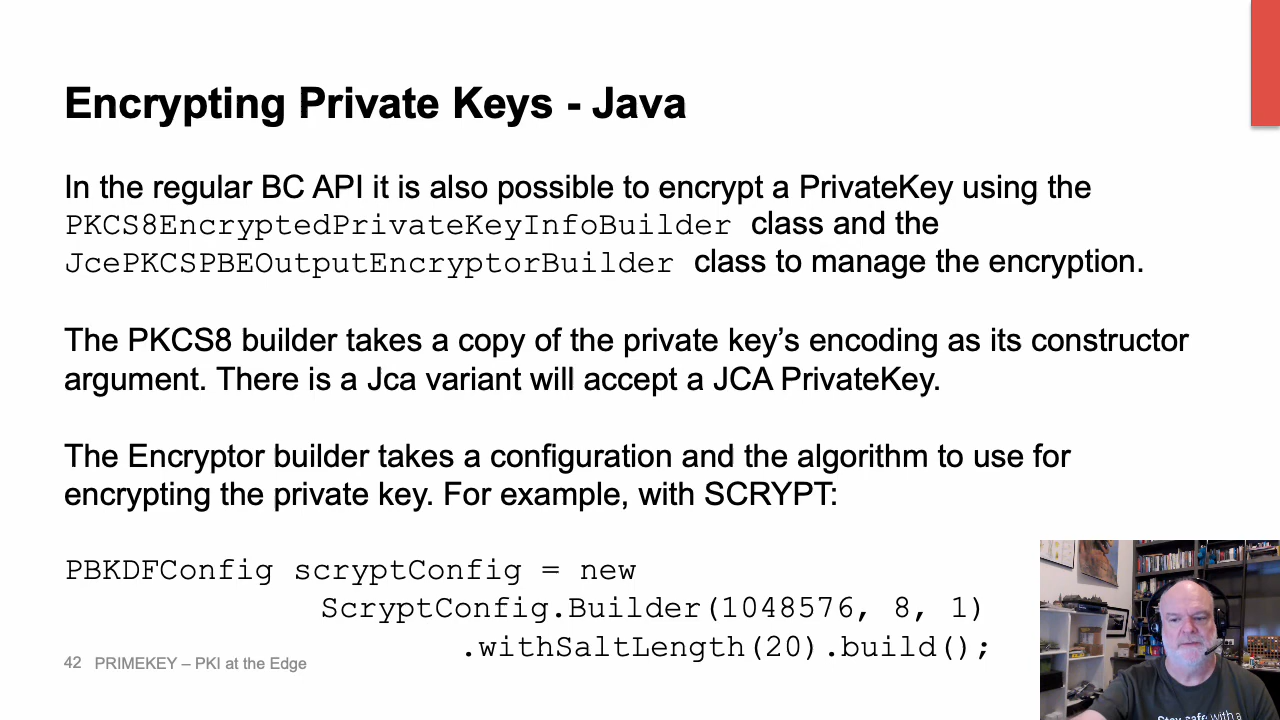 Encrypting Private Keys - Java
In the regular BC API it is also possible to encrypt a PrivateKey using the
PKCS8EncryptedPrivateKeyInfoBuilder class and the
JcePKCSPBEOutputEncryptorBuilder class to manage the encryption.
The PKCS8 builder takes a copy of the private key’s encoding as its constructor
argument. There is a Jca variant will accept a JCA PrivateKey.
The Encryptor builder takes a configuration and the algorithm to use for
encrypting the private key. For example, with SCRYPT:
PBKDFConfig scryptConfig = new
ScryptConfig.Builder(1048576, 8, 1)
.withSaltLength(20).build();
42 PRIMEKEY – PKI at the Edge
Stay safe with a